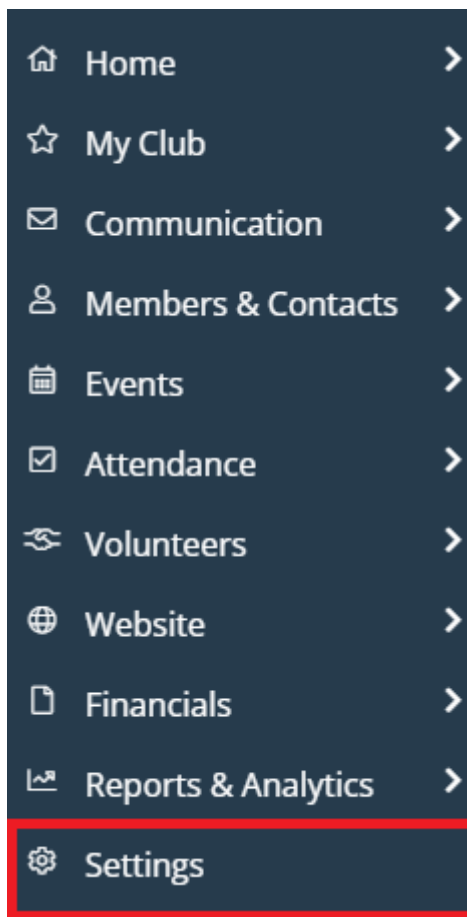 Home
My Club
Communication
Members & Contacts
Events
Attendance
Volunteers
Website
Financials
Reports & Analytics
Settings